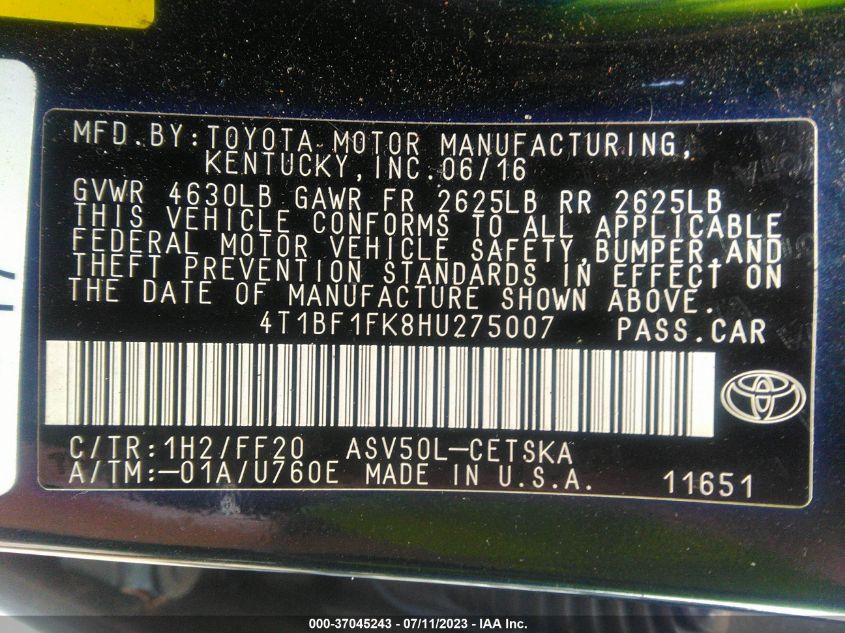 MFD.BY:TOYOTA MOTOR MANUFACTURING,
KENTUCKY,INC.06/16
GVWR 4630LB GAWR FR 2625LB RR 2625LB
THIS VEHICLE CONFORMS TO ALL APPLICABLE
FEDERAL MOTOR VEHICLE SAFETY,BUMPER,AND
THEFT PREVENTION STANDARDS IN EFFECT ON
THE DATE OF MANUFACTURE SHOWN ABOVE.
4T1BF1FK8HU275007 PASS.CAR
C/TR:1H2/FF20 ASV50L-CETSKA
A/TM:-01A/U760E MADE IN U.S.A. 11651
000-37045243 - 07/11/2023 - IAA Inc.